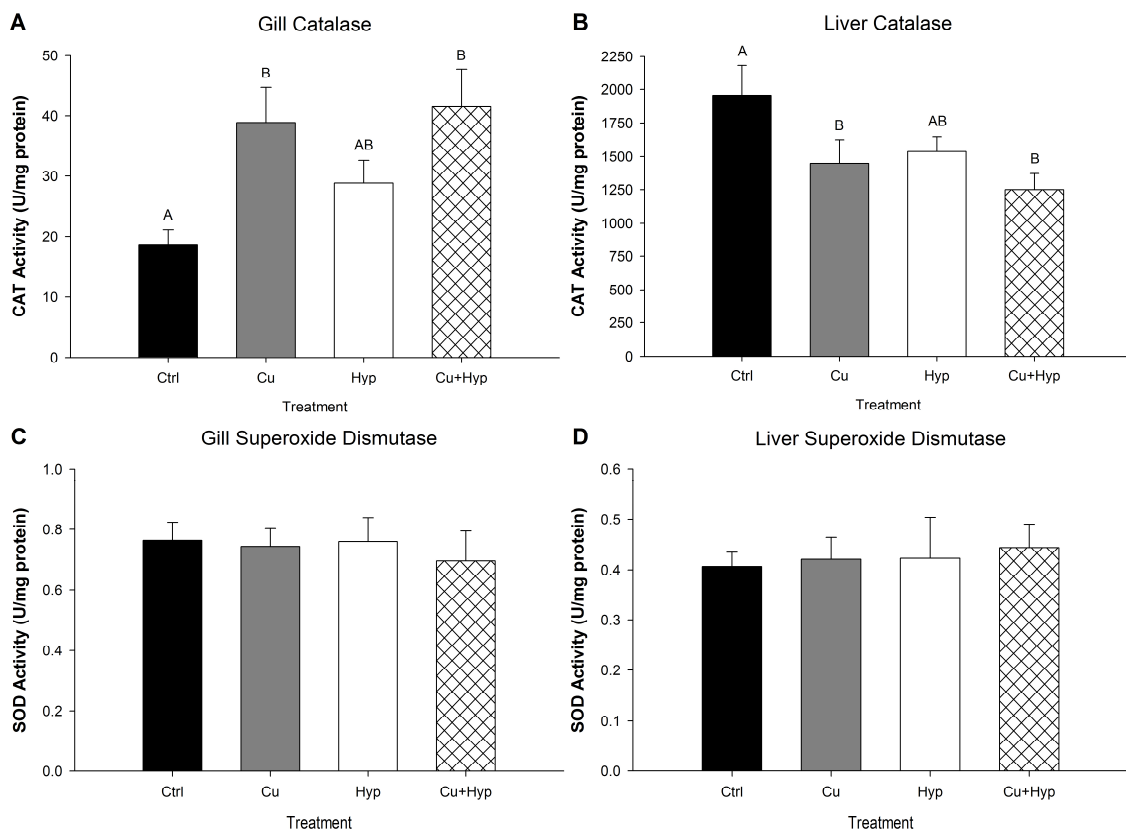 A
Gill Catalase
50
40
30
20
10
0
CAT Activity (U/mg protein)
A
B
AB
B
Ctrl
Cu
Hyp
Cu+Hyp
Treatment
B
Liver Catalase
2250
2000
1750
1500
1250
1000
750
500
250
0
CAT Activity (U/mg protein)
A
B
AB
B
Ctrl
Cu
Hyp
Cu+Hyp
Treatment
C
Gill Superoxide Dismutase
1.0
0.8
0.6
0.4
0.2
0.0
SOD Activity (U/mg protein)
Ctrl
Cu
Hyp
Cu+Hyp
Treatment
D
Liver Superoxide Dismutase
0.6
0.5
0.4
0.3
0.2
0.1
0.0
SOD Activity (U/mg protein)
Ctrl
Cu
Hyp
Cu+Hyp
Treatment